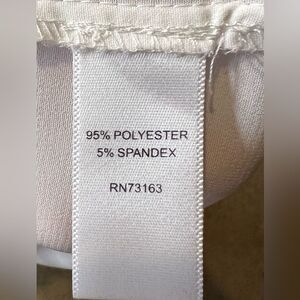 95% POLYESTER
5% SPANDEX
RN73163